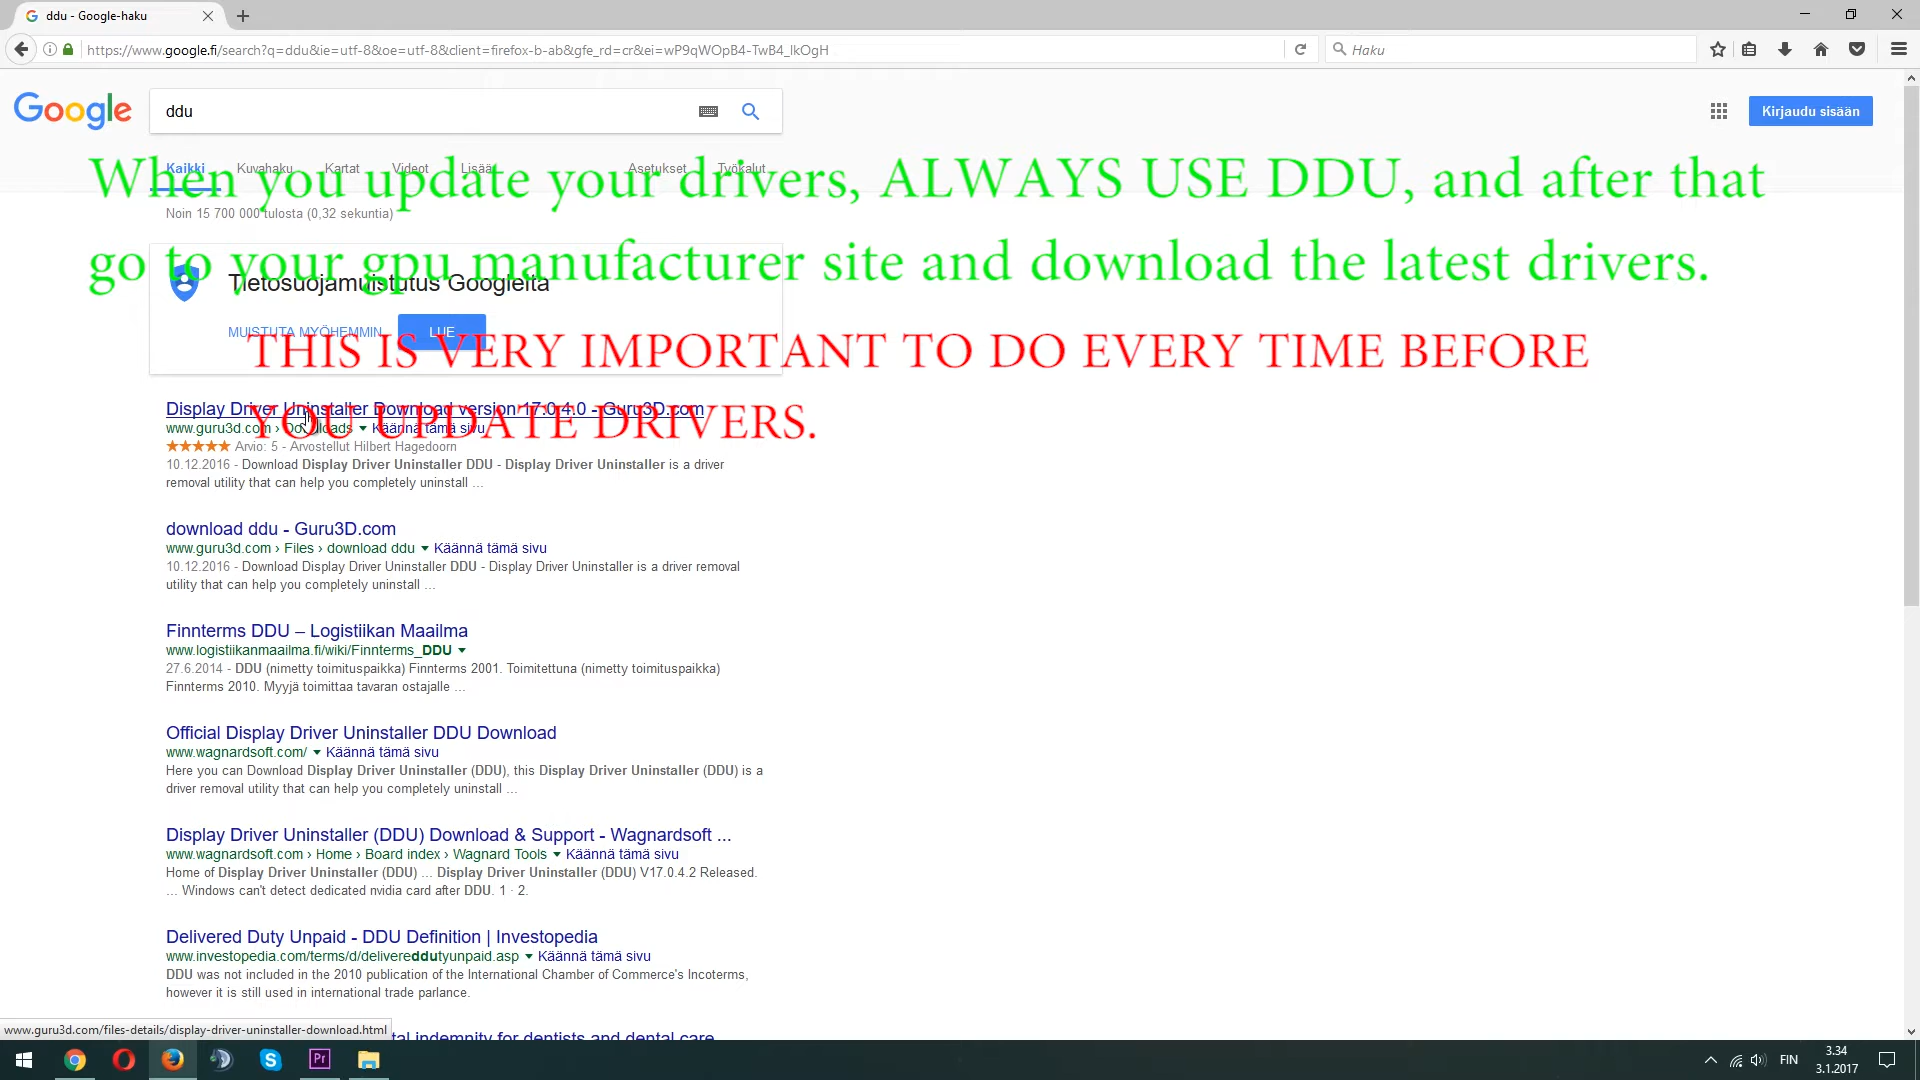 ddu - Google-haku
https://www.google.fi/search?q=ddu&ie=utf-8&oe=utf-8&client=firefox-b-ab&gfe_rd=cr&ei=wP9qWOpB4-TwB4_IkOgH
Haku
Google
ddu
Kirjaudu sisään
Kaikki Kuvahaku Kartat Videot Lisää Asetukset Työkalut
When you update your drivers, ALWAYS USE DDU, and after that
Noin 15 700 000 tulosta (0,32 sekuntia)
go to your gpu manufacturer site and download the latest drivers.
Tietosuojamuistutus Googlelta
MUISTUTA MYÖHEMMIN LUE
THIS IS VERY IMPORTANT TO DO EVERY TIME BEFORE
YOU UPDATE DRIVERS.
Display Driver Uninstaller Download version 17.0.4.0 - Guru3D.com
www.guru3d.com › Downloads Käännä tämä sivu
Arvio: 5 - Arvostellut Hilbert Hagedoorn
10.12.2016 - Download Display Driver Uninstaller DDU - Display Driver Uninstaller is a driver
removal utility that can help you completely uninstall ...
download ddu - Guru3D.com
www.guru3d.com › Files › download ddu Käännä tämä sivu
10.12.2016 - Download Display Driver Uninstaller DDU - Display Driver Uninstaller is a driver removal
utility that can help you completely uninstall ...
Finnterms DDU – Logistiikan Maailma
www.logistiikanmaailma.fi/wiki/Finnterms_DDU
27.6.2014 - DDU (nimetty toimituspaikka) Finnterms 2001. Toimitettuna (nimetty toimituspaikka)
Finnterms 2010. Myyjä toimittaa tavaran ostajalle ...
Official Display Driver Uninstaller DDU Download
www.wagnardsoft.com/ Käännä tämä sivu
Here you can Download Display Driver Uninstaller (DDU), this Display Driver Uninstaller (DDU) is a
driver removal utility that can help you completely uninstall ...
Display Driver Uninstaller (DDU) Download & Support - Wagnardsoft ...
www.wagnardsoft.com › Home › Board index › Wagnard Tools Käännä tämä sivu
Home of Display Driver Uninstaller (DDU) ... Display Driver Uninstaller (DDU) V17.0.4.2 Released.
... Windows can't detect dedicated nvidia card after DDU. 1 · 2.
Delivered Duty Unpaid - DDU Definition | Investopedia
www.investopedia.com/terms/d/delivereddutyunpaid.asp Käännä tämä sivu
DDU was not included in the 2010 publication of the International Chamber of Commerce's Incoterms,
however it is still used in international trade parlance.
www.guru3d.com/files-details/display-driver-uninstaller-download.html
tal indemnity for dentists and dental care
Pr
FIN
3.34
3.1.2017